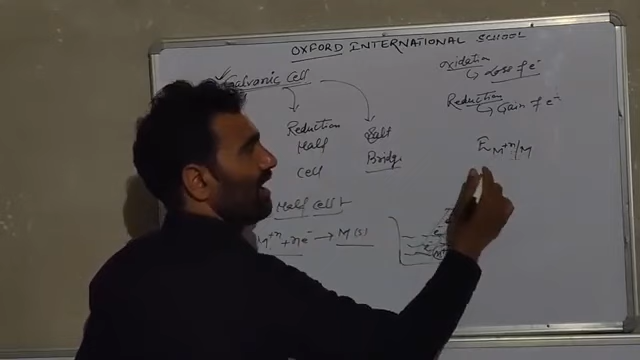 OXFORD INTERNATIONAL SCHOOL
Galvanic Cell
Reduction
Half
Cell
Salt
Bridge
Half Cell
M⁺ⁿ + ne⁻ → M(s)
oxidation
↳ Loss of e⁻
Reduction
↳ Gain of e⁻
E M⁺ⁿ/M